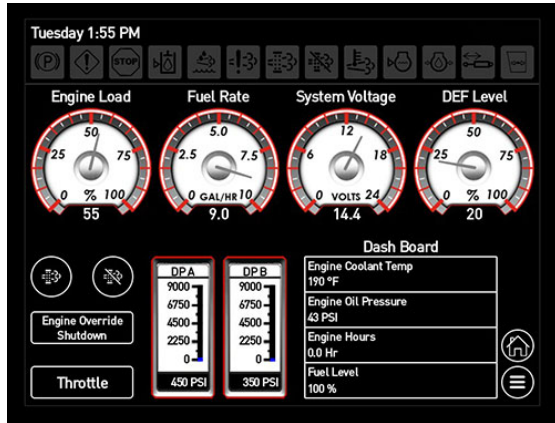 Tuesday 1:55 PM
(P)
!
STOP
Engine Load
Fuel Rate
System Voltage
DEF Level
25 50 75 0 % 100
2.5 5.0 7.5 0 GAL/HR 10
6 12 18 0 VOLTS 24
25 50 75 0 % 100
55
9.0
14.4
20
Engine Override
Shutdown
Throttle
DP A
9000
6750
4500
2250
0
450 PSI
DP B
9000
6750
4500
2250
0
350 PSI
Dash Board
Engine Coolant Temp
190 °F
Engine Oil Pressure
43 PSI
Engine Hours
0.0 Hr
Fuel Level
100 %